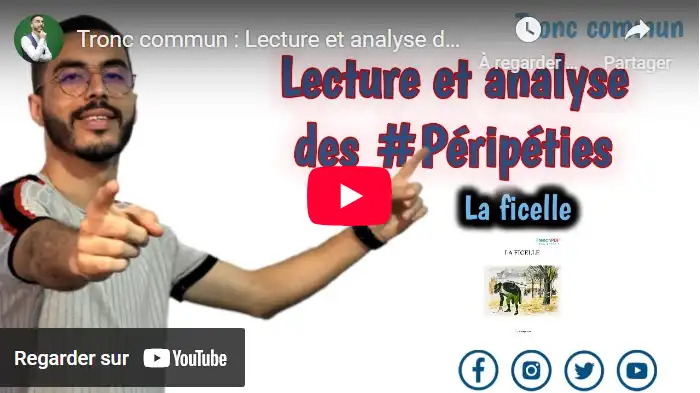 Tronc commun : Lecture et analyse d...
Tronc commun
À regarder ...
Partager
Lecture et analyse
des #Péripéties
La ficelle
LA FICELLE
Regarder sur YouTube